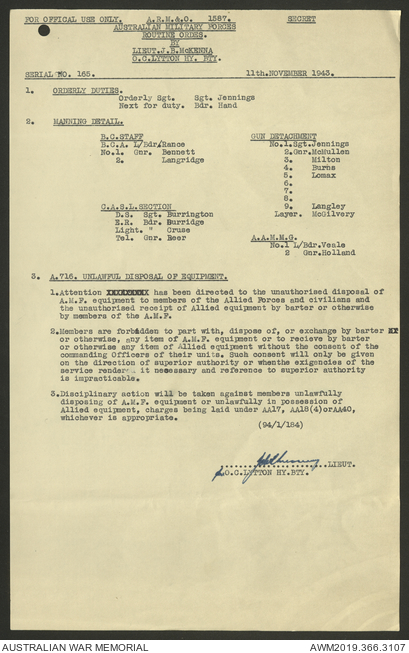 FOR OFFICAL USE ONLY. A.R.M.&O. 1587. SECRET
AUSTRALIAN MILITARY FORCES
ROUTINE ORDES.
BY
LIEUT.J.B.McKENNA
O.C.LYTTON HY. BTY.
SERIAL NO. 165. 11th.NOVEMBER 1943.
1. ORDERLY DUTIES.
Orderly Sgt. Sgt. Jennings
Next for duty. Bdr. Hand
2. MANNING DETAIL.
B.C.STAFF
B.C.A. L/Bdr/Rance
No.1. Gnr. Bennett
2. Langridge
GUN DETACHMENT
No.1.Sgt.Jennings
2.Gnr.McMullen
3. Milton
4. Burns
5. Lomax
6.
7.
8.
9. Langley
Layer. McGilvery
C.A.S.L.SECTION
D.S. Sgt. Burrington
E.R. Bdr. Burridge
Light. " Cruse
Tel. Gnr. Beer
A.A.M.M.G.
No.1 L/Bdr.Veale
2 Gnr.Holland
3. A.716. UNLAWFUL DISPOSAL OF EQUIPMENT.
1.Attention has been directed to the unauthorised disposal of
A.M.F. equipment to members of the Allied Forces and civilians and
the unauthorised receipt of Allied equipment by barter or otherwise
by members of the A.M.F.
2.Members are forbidden to part with, dispose of, or exchange by barter
or otherwise, any item of A.M.F. equipment or to recieve by barter
or otherwise any item of Allied equipment without the consent of the
commanding Officers of their units. Such consent will only be given
on the direction of superior authority or whenthe exigencies of the
service render it necessary and reference to superior authority
is impracticable.
3.Disciplinary action will be taken against members unlawfully
disposing of A.M.F. equipment or unlawfully in possession of
Allied equipment, charges being laid under AA17, AA18(4)orAA40,
whichever is appropriate.
(94/1/184)
LIEUT.
O.C.LYTTON HY.BTY.
AUSTRALIAN WAR MEMORIAL AWM2019.366.3107